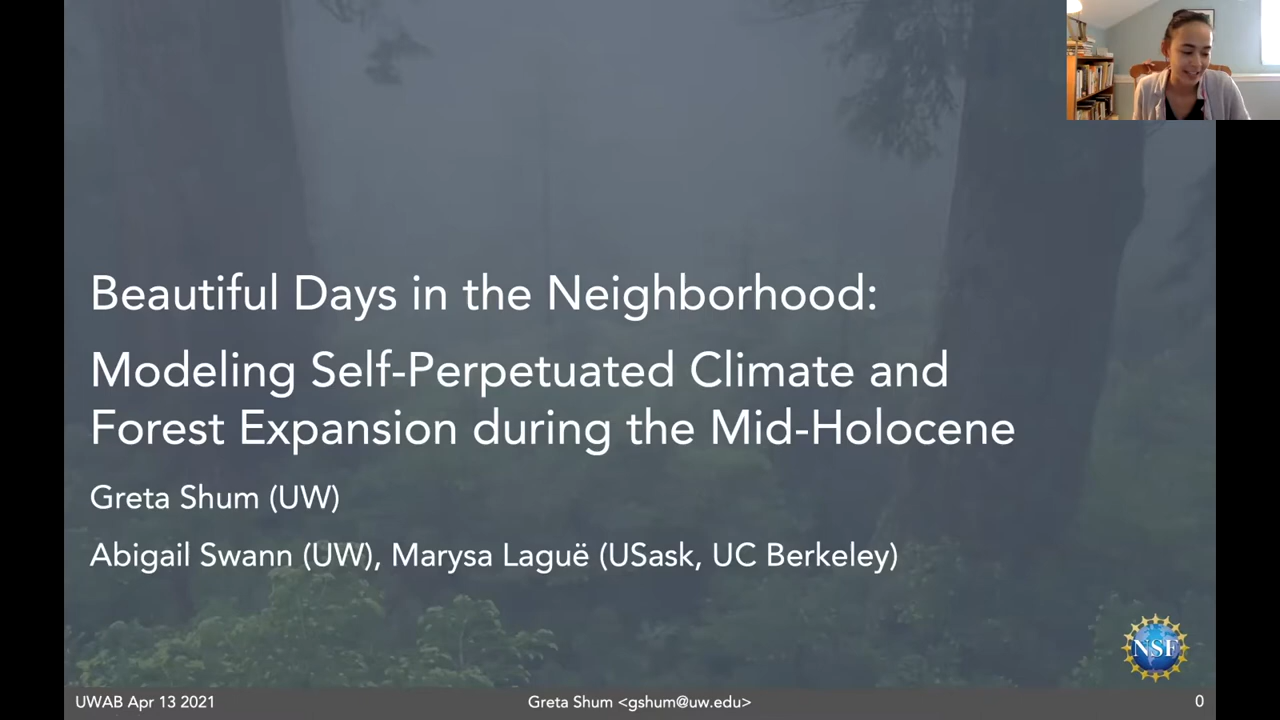 Beautiful Days in the Neighborhood:
Modeling Self-Perpetuated Climate and
Forest Expansion during the Mid-Holocene
Greta Shum (UW)
Abigail Swann (UW), Marysa Laguë (USask, UC Berkeley)
NSF
UWAB Apr 13 2021
Greta Shum <gshum@uw.edu>
0